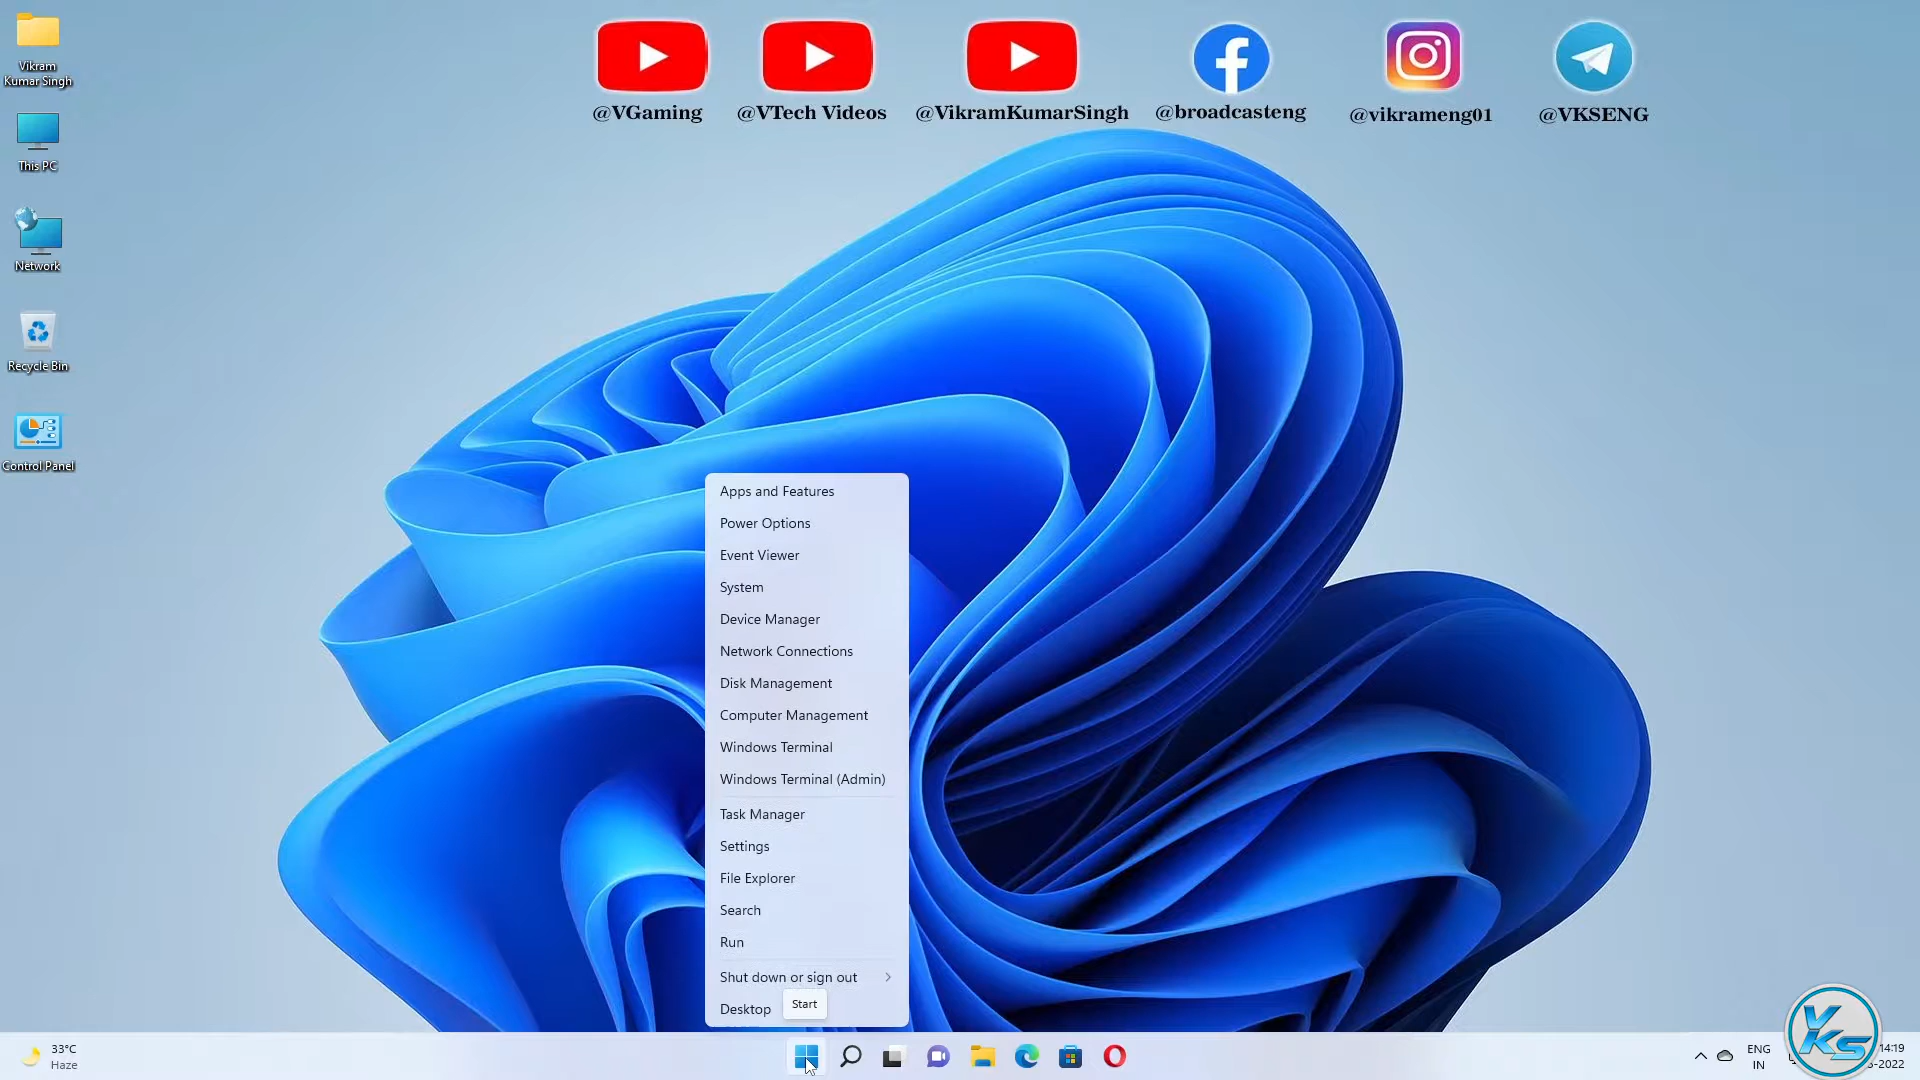 Vikram
Kumar Singh
This PC
Network
Recycle Bin
Control Panel
@VGaming
@VTech Videos
@VikramKumarSingh
@broadcasteng
@vikrameng01
@VKSENG
Apps and Features
Power Options
Event Viewer
System
Device Manager
Network Connections
Disk Management
Computer Management
Windows Terminal
Windows Terminal (Admin)
Task Manager
Settings
File Explorer
Search
Run
Shut down or sign out
Desktop
Start
33°C
Haze
ENG
IN
VKS
14:19
-2022